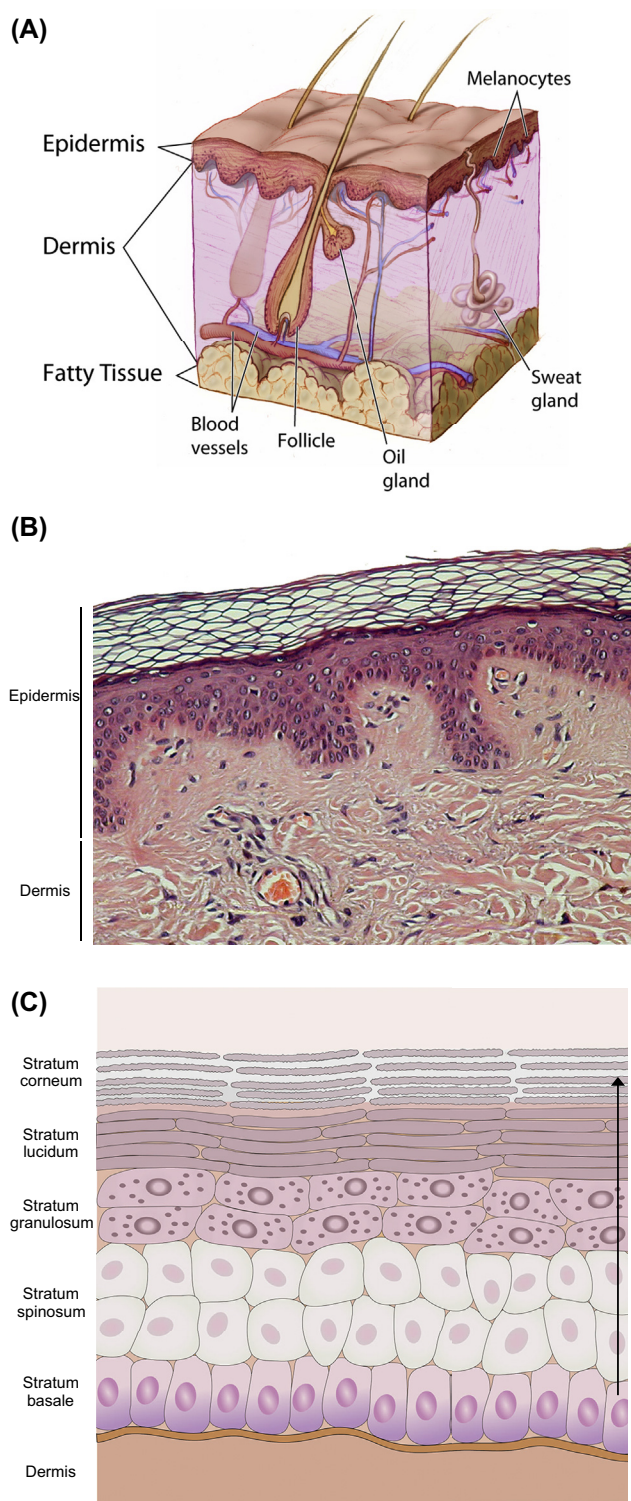 (A)
Melanocytes
Epidermis
Dermis
Fatty Tissue
Blood
vessels
Follicle
Oil
gland
Sweat
gland
(B)
Epidermis
Dermis
(C)
Stratum
corneum
Stratum
lucidum
Stratum
granulosum
Stratum
spinosum
Stratum
basale
Dermis